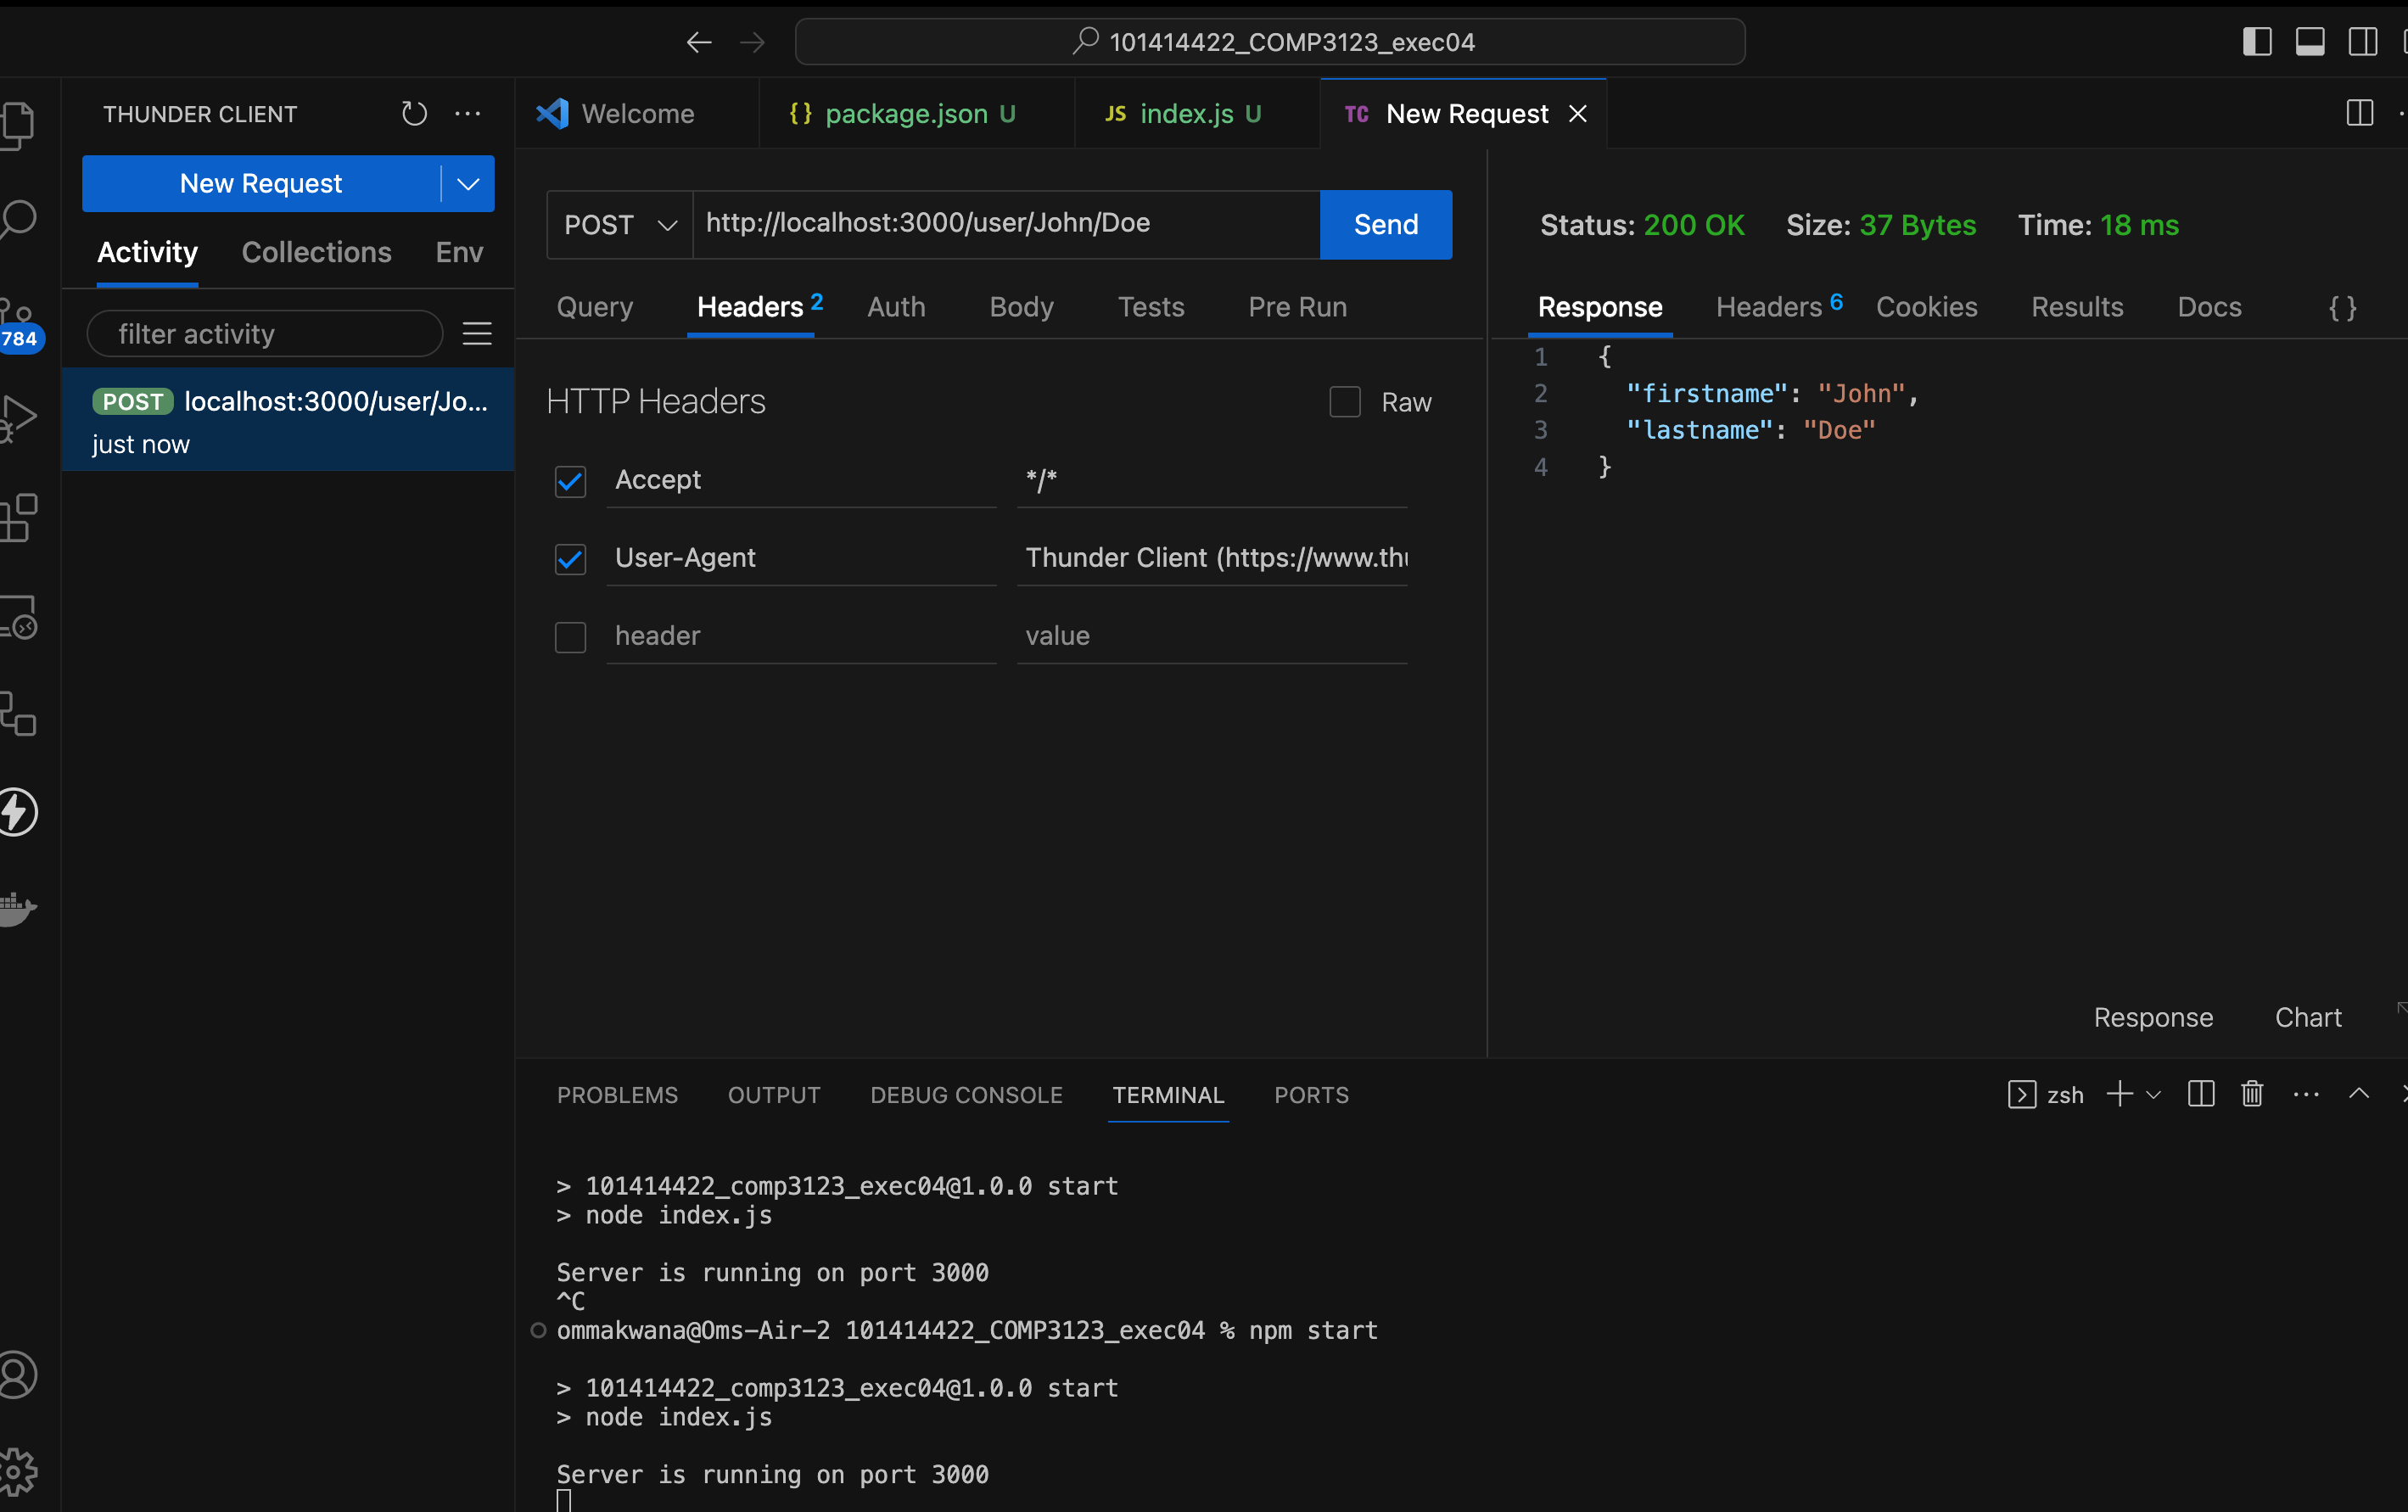 101414422_COMP3123_exec04
THUNDER CLIENT
New Request
Activity Collections Env
filter activity
POST localhost:3000/user/Jo...
just now
784
Welcome
{} package.json U
JS index.js U
TC New Request
POST http://localhost:3000/user/John/Doe Send
Query Headers 2 Auth Body Tests Pre Run
HTTP Headers Raw
Accept */*
User-Agent Thunder Client (https://www.thu
header value
Status: 200 OK Size: 37 Bytes Time: 18 ms
Response Headers 6 Cookies Results Docs {}
1 {
2 "firstname": "John",
3 "lastname": "Doe"
4 }
Response Chart
PROBLEMS OUTPUT DEBUG CONSOLE TERMINAL PORTS
zsh
> 101414422_comp3123_exec04@1.0.0 start
> node index.js
Server is running on port 3000
^C
ommakwana@Oms-Air-2 101414422_COMP3123_exec04 % npm start
> 101414422_comp3123_exec04@1.0.0 start
> node index.js
Server is running on port 3000